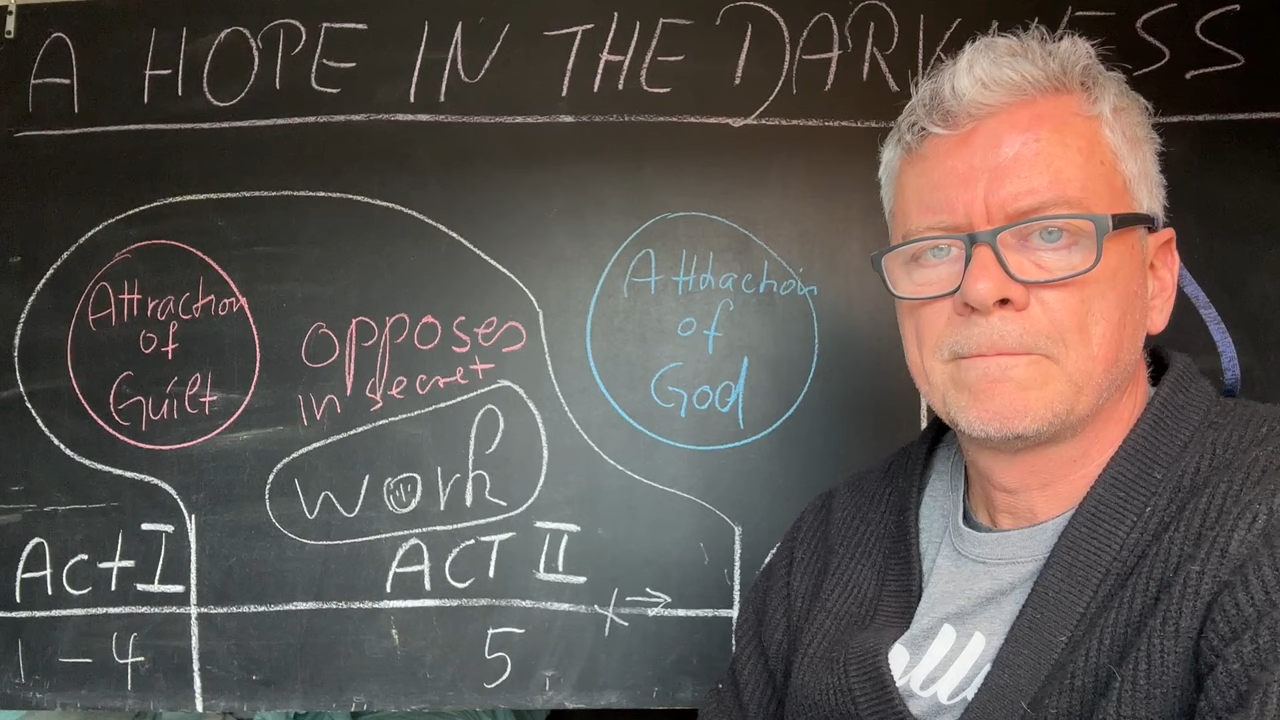 A HOPE IN THE DARKNESS
Attraction
of
Guilt
opposes
in secret
work
Attraction
of
God
Act I
ACT II
1 - 4
5